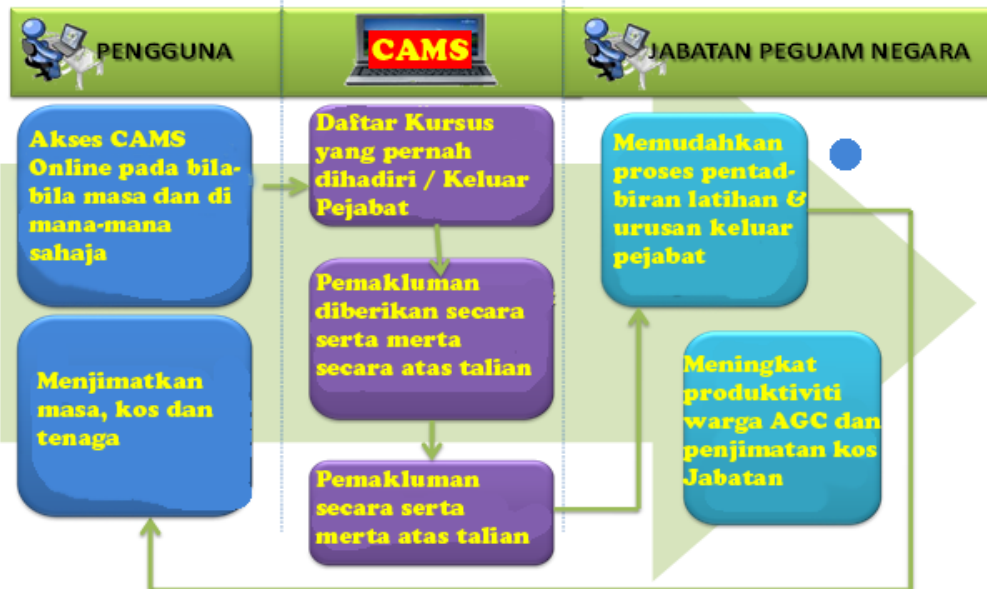 PENGGUNA
CAMS
JABATAN PEGUAM NEGARA
Akses CAMS
Online pada bila-
bila masa dan di
mana-mana
sahaja
Menjimatkan
masa, kos dan
tenaga
Daftar Kursus
yang pernah
dihadiri / Keluar
Pejabat
Pemakluman
diberikan secara
serta merta
secara atas talian
Pemakluman
secara serta
merta atas talian
Memudahkan
proses pentad-
biran latihan &
urusan keluar
pejabat
Meningkat
produktiviti
warga AGC dan
penjimatan kos
Jabatan